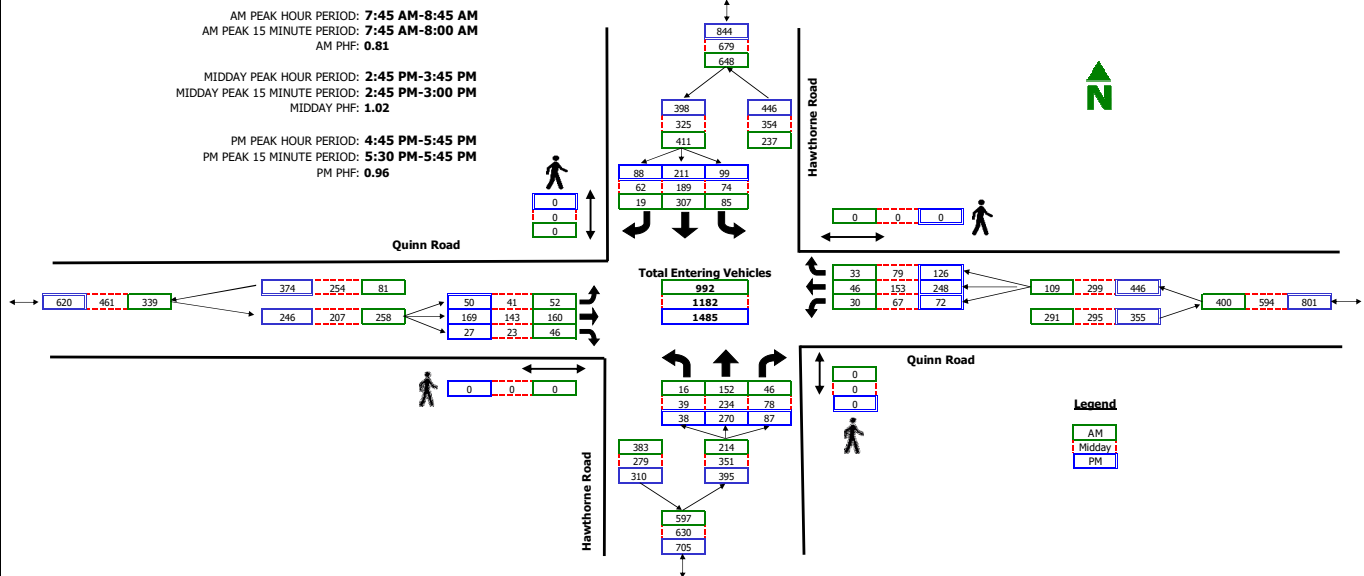 AM PEAK HOUR PERIOD: 7:45 AM-8:45 AM
AM PEAK 15 MINUTE PERIOD: 7:45 AM-8:00 AM
AM PHF: 0.81
MIDDAY PEAK HOUR PERIOD: 2:45 PM-3:45 PM
MIDDAY PEAK 15 MINUTE PERIOD: 2:45 PM-3:00 PM
MIDDAY PHF: 1.02
PM PEAK HOUR PERIOD: 4:45 PM-5:45 PM
PM PEAK 15 MINUTE PERIOD: 5:30 PM-5:45 PM
PM PHF: 0.96
844
679
648
398
325
411
446
354
237
88 211 99
62 189 74
19 307 85
Hawthorne Road
N
0
0
0
0 0 0
Quinn Road
Total Entering Vehicles
992
1182
1485
620 461 339
374 254 81
246 207 258
50 41 52
169 143 160
27 23 46
33 79 126
46 153 248
30 67 72
109 299 446
291 295 355
400 594 801
Quinn Road
0 0 0
0
0
0
16 152 46
39 234 78
38 270 87
383
279
310
214
351
395
597
630
705
Hawthorne Road
Legend
AM
Midday
PM